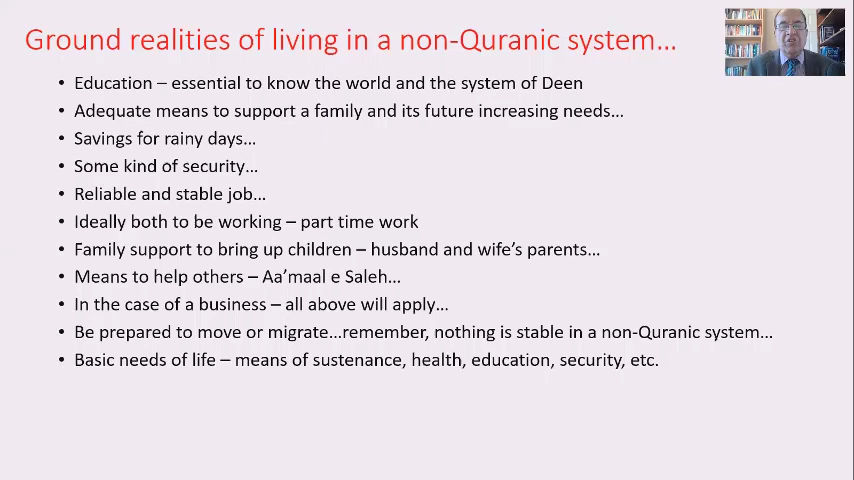 Ground realities of living in a non-Quranic system…
• Education – essential to know the world and the system of Deen
• Adequate means to support a family and its future increasing needs…
• Savings for rainy days…
• Some kind of security…
• Reliable and stable job…
• Ideally both to be working – part time work
• Family support to bring up children – husband and wife’s parents…
• Means to help others – Aa’maal e Saleh…
• In the case of a business – all above will apply…
• Be prepared to move or migrate…remember, nothing is stable in a non-Quranic system…
• Basic needs of life – means of sustenance, health, education, security, etc.